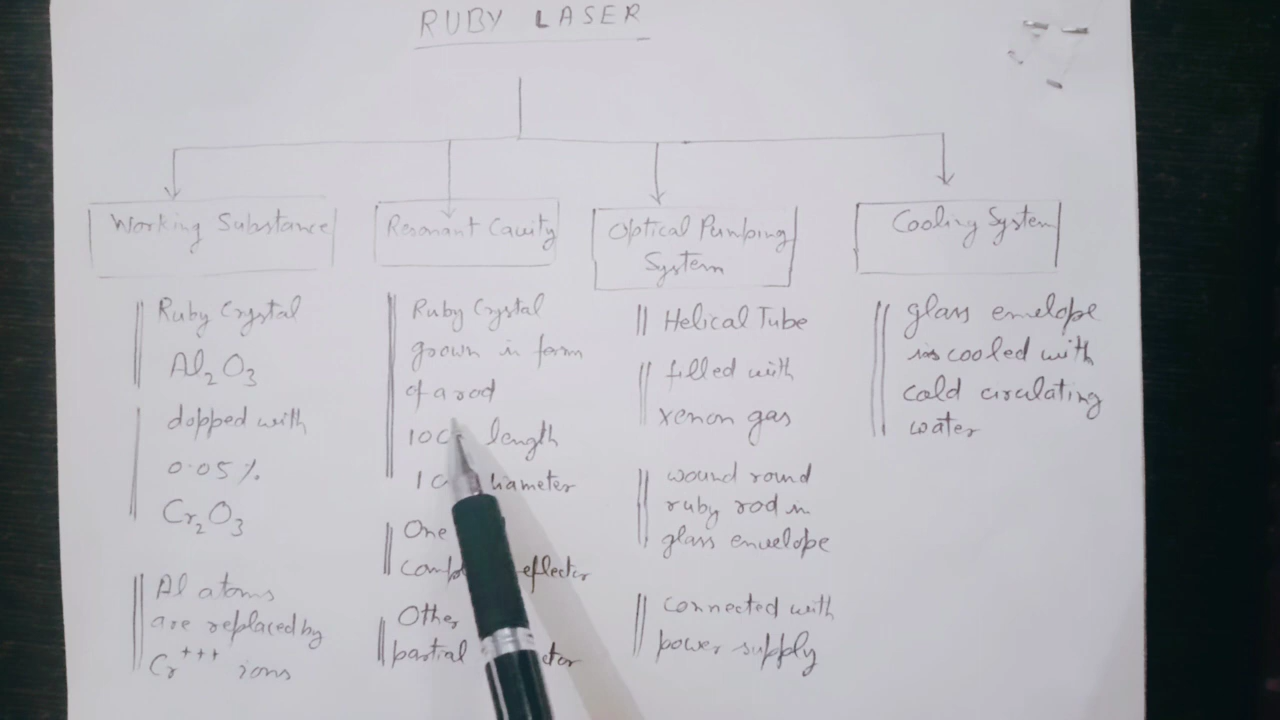 RUBY LASER
Working Substance
Ruby Crystal
Al2O3
dopped with
0.05%
Cr2O3
Al atoms
are replaced by
Cr+++ ions
Resonant Cavity
Ruby Crystal
grown in form
of a rod
length
One
Other
partial
Optical Pumping
System
Helical Tube
filled with
xenon gas
wound round
ruby rod in
glass envelope
connected with
power supply
Cooling System
glass envelope
is cooled with
cold circulating
water